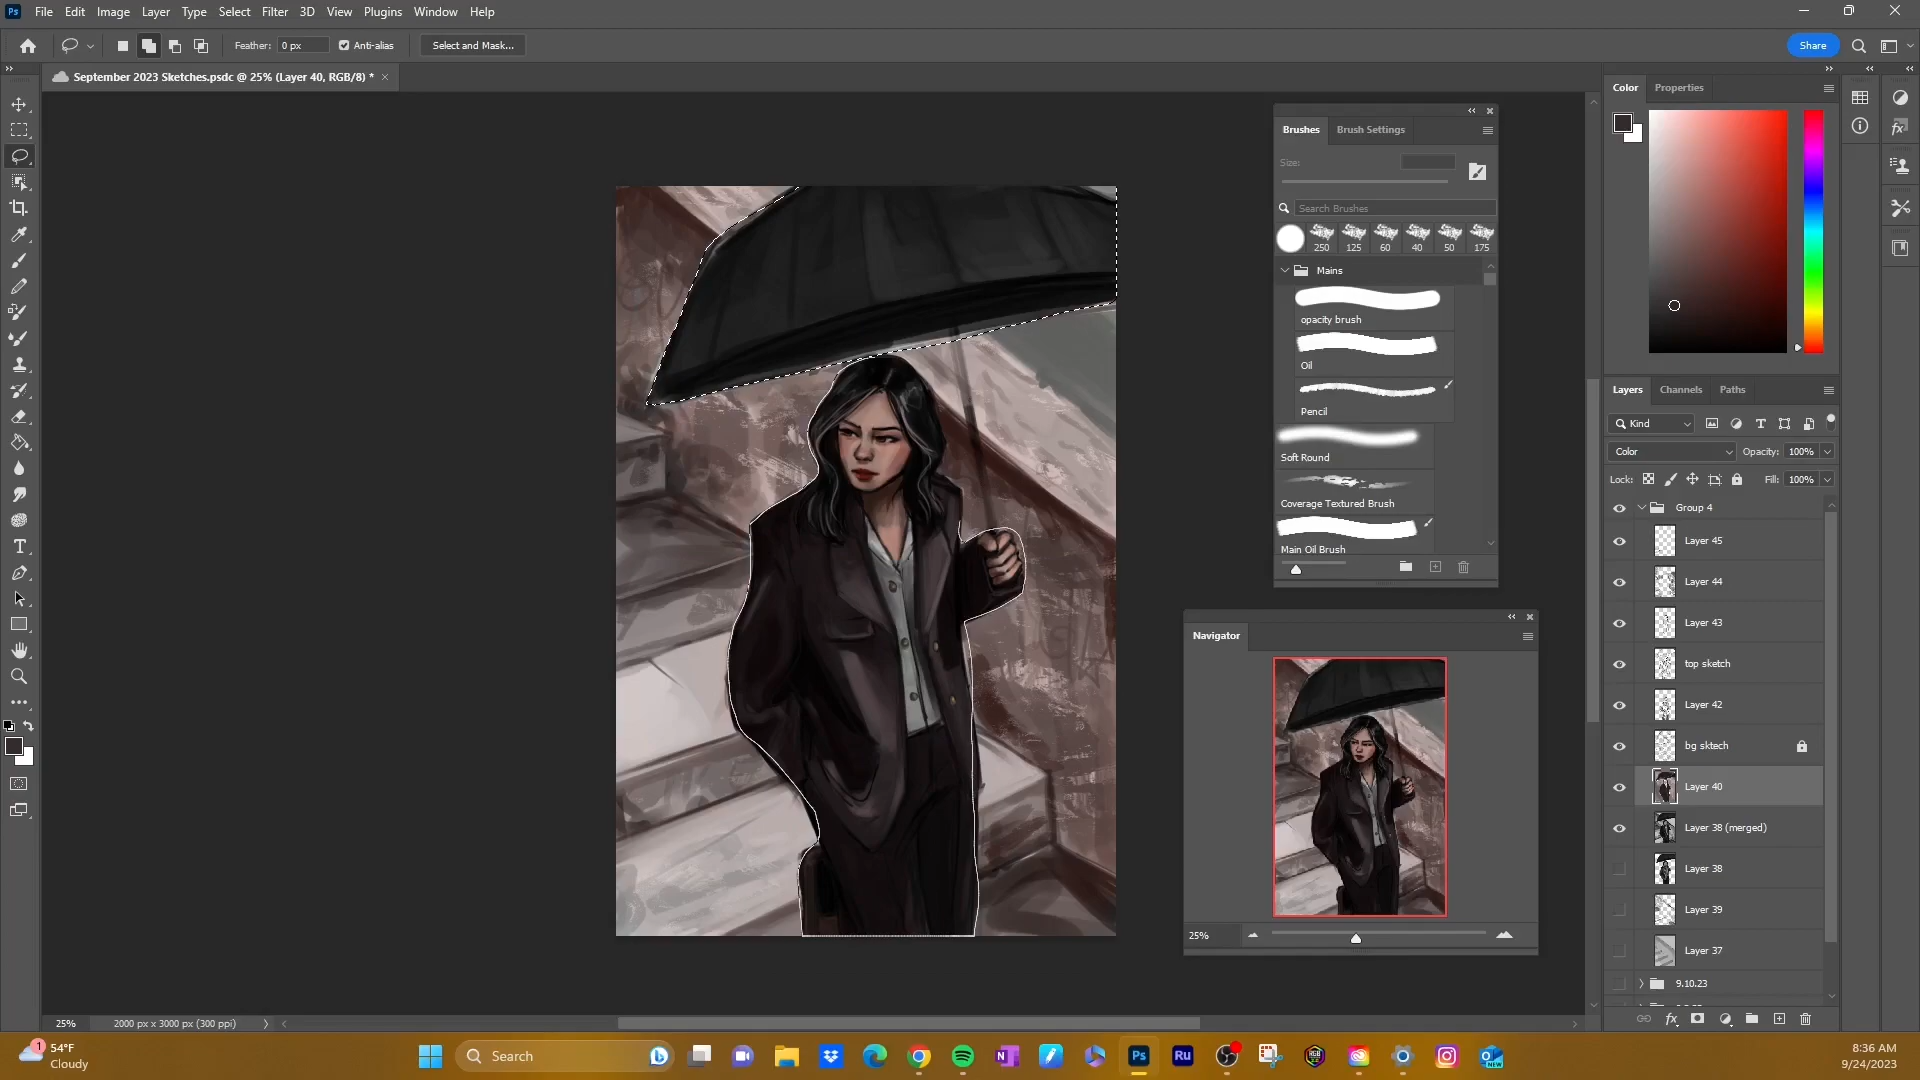 Ps File Edit Image Layer Type Select Filter 3D View Plugins Window Help
Feather: 0 px Anti-alias Select and Mask... Share
September 2023 Sketches.psdc @ 25% (Layer 40, RGB/8) *
Color Properties
Brushes Brush Settings
Size:
Search Brushes
250 125 60 40 50 175
Mains
opacity brush
Oil
Pencil
Soft Round
Coverage Textured Brush
Main Oil Brush
Navigator
25%
Layers Channels Paths
Kind
Color Opacity: 100%
Lock: Fill: 100%
Group 4
Layer 45
Layer 44
Layer 43
top sketch
Layer 42
bg sktech
Layer 40
Layer 38 (merged)
Layer 38
Layer 39
Layer 37
9.10.23
25% 2000 px x 3000 px (300 ppi)
1
54°F
Cloudy
Search
Ps
Ru
NEW
8:36 AM
9/24/2023